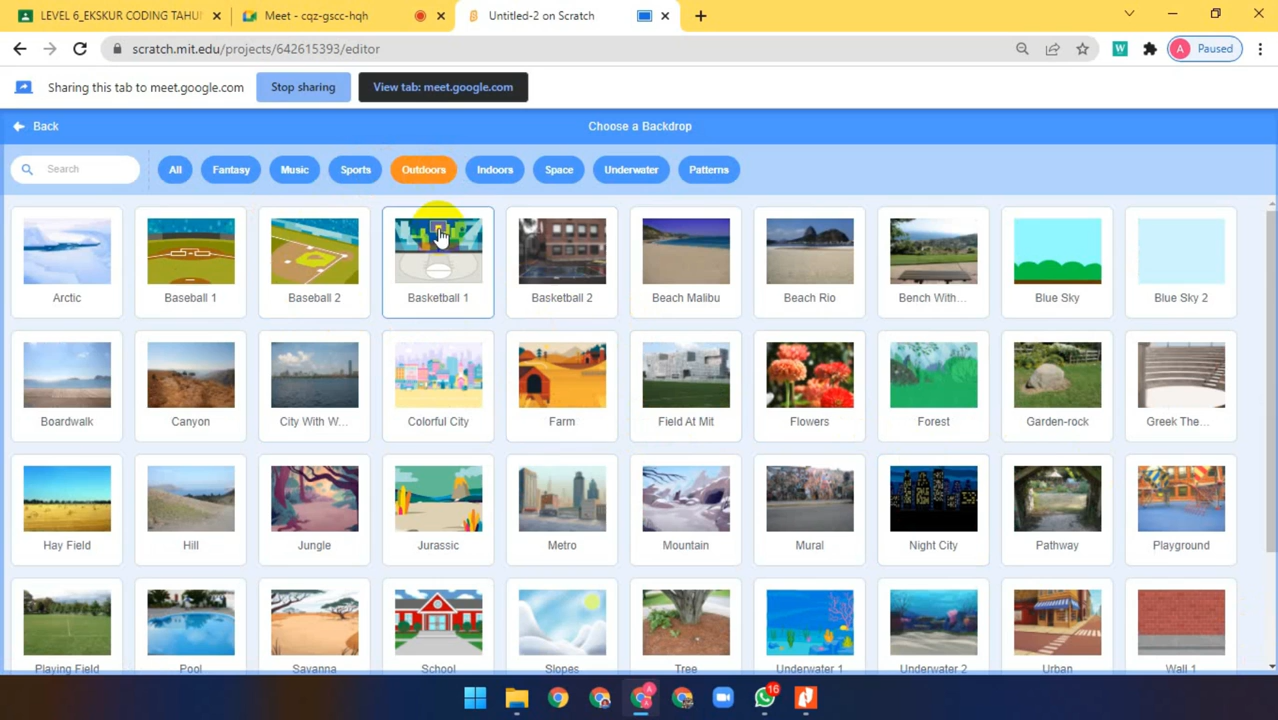 LEVEL 6_EKSKUR CODING TAHU
Meet - cqz-gscc-hqh
Untitled-2 on Scratch
scratch.mit.edu/projects/642615393/editor
W
A
Paused
Sharing this tab to meet.google.com
Stop sharing
View tab: meet.google.com
Back
Choose a Backdrop
Search
All
Fantasy
Music
Sports
Outdoors
Indoors
Space
Underwater
Patterns
Arctic
Baseball 1
Baseball 2
Basketball 1
Basketball 2
Beach Malibu
Beach Rio
Bench With...
Blue Sky
Blue Sky 2
Boardwalk
Canyon
City With W...
Colorful City
Farm
Field At Mit
Flowers
Forest
Garden-rock
Greek The...
Hay Field
Hill
Jungle
Jurassic
Metro
Mountain
Mural
Night City
Pathway
Playground
Playing Field
Pool
Savanna
School
Slopes
Tree
Underwater 1
Underwater 2
Urban
Wall 1
16